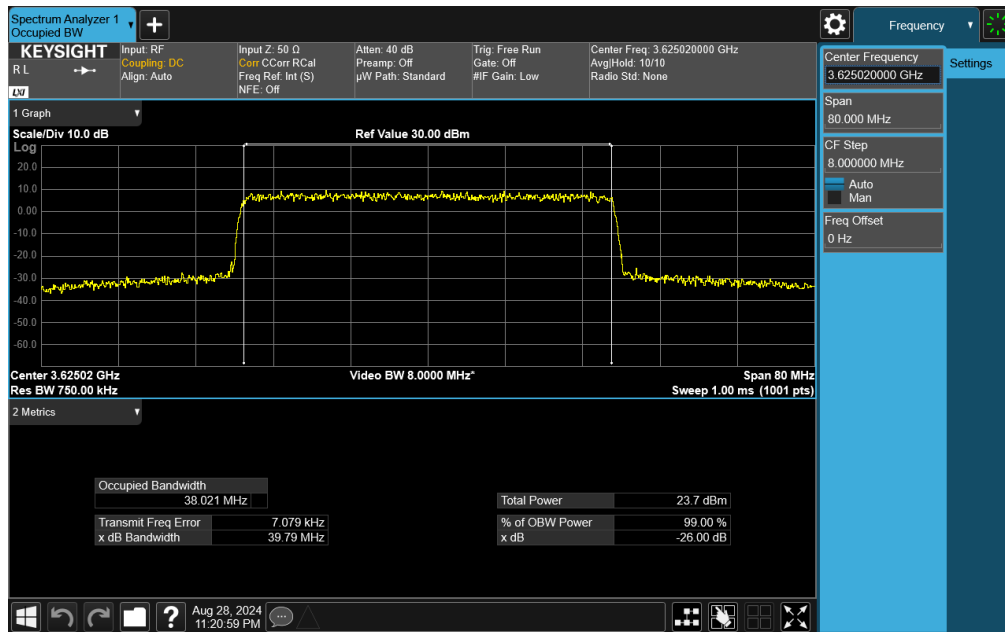 Spectrum Analyzer 1
Occupied BW
Frequency
KEYSIGHT
R L
LXI
Input: RF
Coupling: DC
Align: Auto
Input Z: 50 Ω
Corr CCorr RCal
Freq Ref: Int (S)
NFE: Off
Atten: 40 dB
Preamp: Off
µW Path: Standard
Trig: Free Run
Gate: Off
#IF Gain: Low
Center Freq: 3.625020000 GHz
Avg|Hold: 10/10
Radio Std: None
Center Frequency
3.625020000 GHz
Settings
Span
80.000 MHz
CF Step
8.000000 MHz
Auto
Man
Freq Offset
0 Hz
1 Graph
Scale/Div 10.0 dB
Ref Value 30.00 dBm
Log
20.0
10.0
0.00
-10.0
-20.0
-30.0
-40.0
-50.0
-60.0
Center 3.62502 GHz
Video BW 8.0000 MHz*
Span 80 MHz
Res BW 750.00 kHz
Sweep 1.00 ms (1001 pts)
2 Metrics
Occupied Bandwidth
38.021 MHz
Total Power 23.7 dBm
Transmit Freq Error 7.079 kHz
% of OBW Power 99.00 %
x dB Bandwidth 39.79 MHz
x dB -26.00 dB
?
Aug 28, 2024
11:20:59 PM